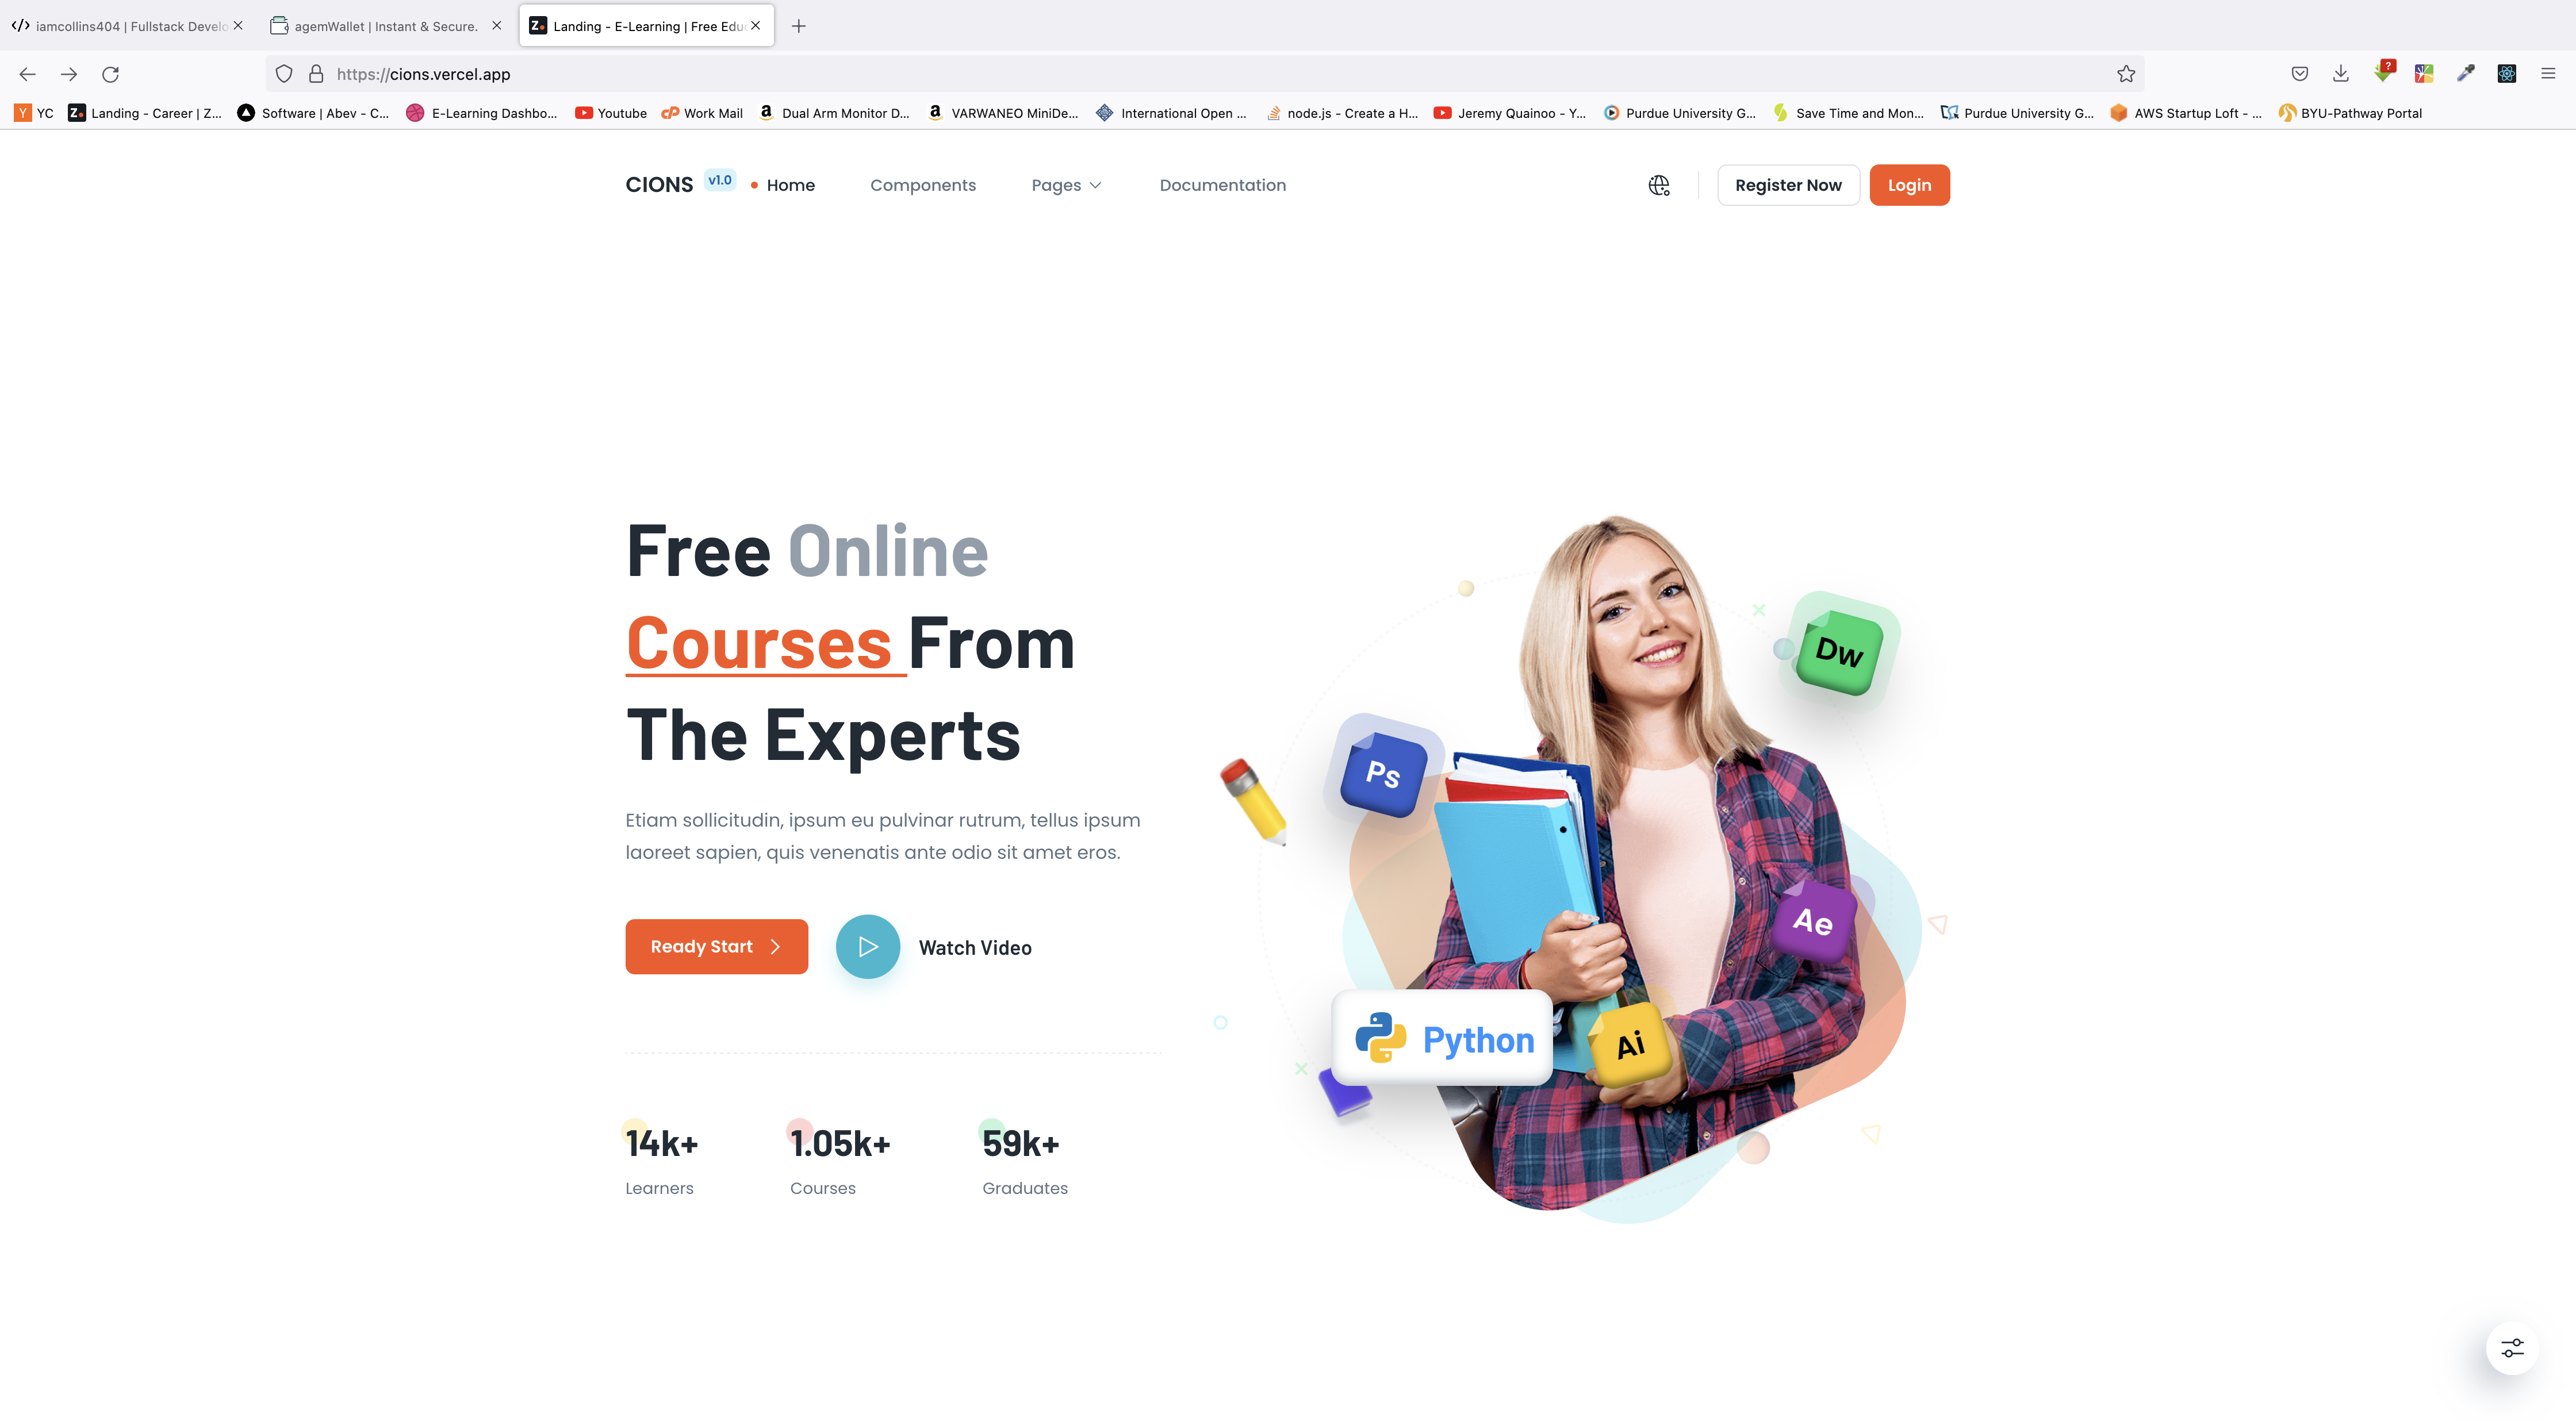 iamcollins404 | Fullstack Develo
agemWallet | Instant & Secure.
Z. Landing - E-Learning | Free Edu
https://cions.vercel.app
?
Y YC
Z. Landing - Career | Z...
Software | Abev - C...
E-Learning Dashbo...
Youtube
Work Mail
a Dual Arm Monitor D...
a VARWANEO MiniDe...
International Open ...
node.js - Create a H...
Jeremy Quainoo - Y...
Purdue University G...
Save Time and Mon...
Purdue University G...
AWS Startup Loft - ...
BYU-Pathway Portal
CIONS v1.0
Home
Components
Pages
Documentation
Register Now
Login
Free Online
Courses From
The Experts
Etiam sollicitudin, ipsum eu pulvinar rutrum, tellus ipsum
laoreet sapien, quis venenatis ante odio sit amet eros.
Ready Start
Watch Video
14k+
Learners
1.05k+
Courses
59k+
Graduates
Dw
Ps
Ae
Python
Ai